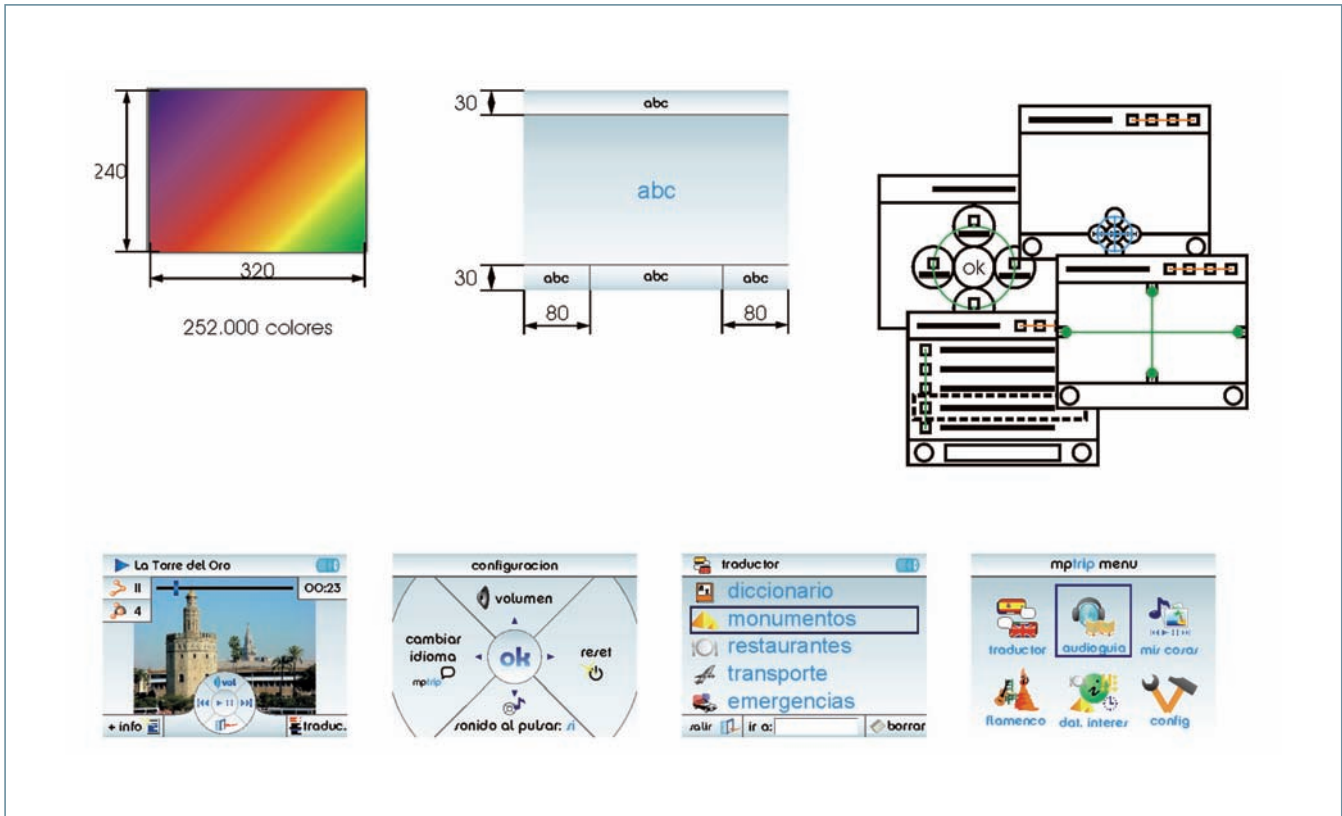 240
320
252.000 colores
30
abc
abc
30
abc
abc
abc
80
80
ok
La Torre del Oro
II
00:23
4
vol
+ info
traduc.
configuracion
volumen
cambiar
idioma
mptrip
ok
reset
sonido al pulsar: si
traductor
diccionario
monumentos
restaurantes
transporte
emergencias
salir
ir a:
borrar
mptrip menu
traductor
audioguia
mis cosas
flamenco
dat. interes
config